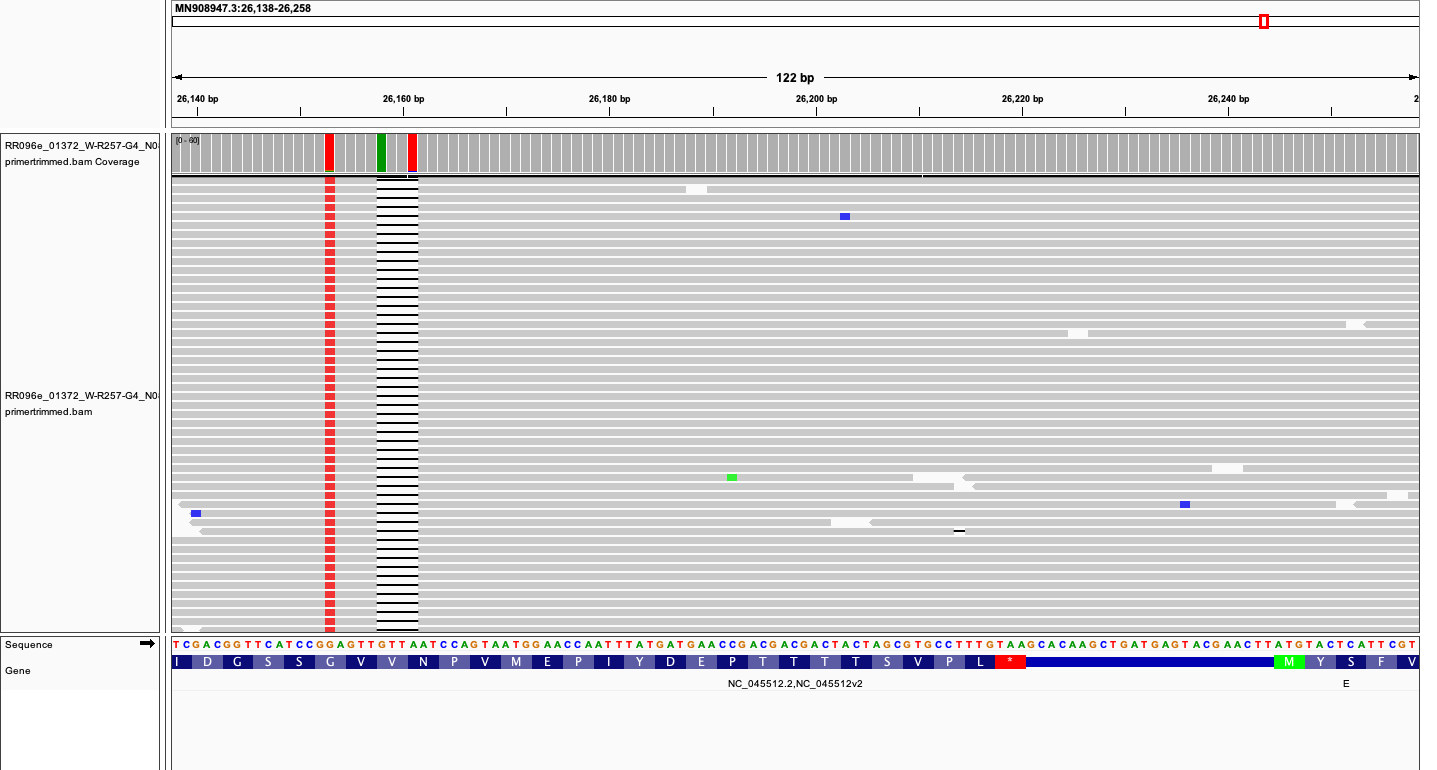 MN908947.3:26,138-26,258
122 bp
26,140 bp 26,160 bp 26,180 bp 26,200 bp 26,220 bp 26,240 bp 2
RR096e_01372_W-R257-G4_N0
primertrimmed.bam Coverage
[0 - 60]
RR096e_01372_W-R257-G4_N0
primertrimmed.bam
Sequence
TCGACGGTTCATCCGGAGTTGTTAATCCAGTAATGGAACCAATTTATGATGAACCGACGACGACTACTAGCGTGCCTTTGTAAGCACAAGCTGATGAGTACGAACTTATGTACTCATTCGT
Gene
I D G S S G V V N P V M E P I Y D E P T T T T S V P L * M Y S F V
NC_045512.2,NC_045512v2 E